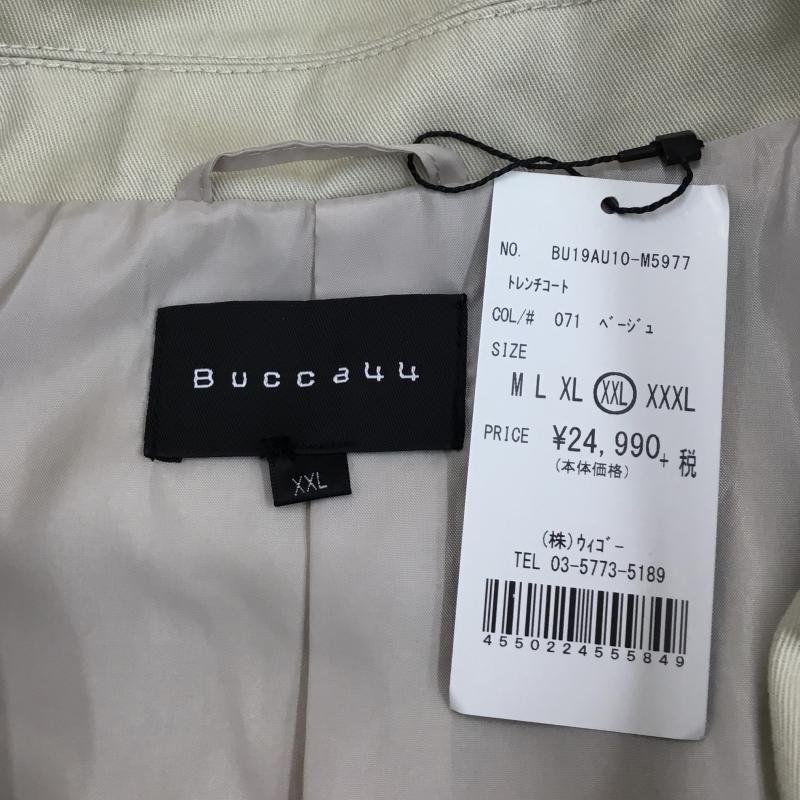 Bucca44
XXL
NO. BU19AU10-M5977
ﾄﾚﾝﾁｺｰﾄ
COL/# 071 ﾍﾞｰｼﾞｭ
SIZE
M L XL XXL XXXL
PRICE ¥24,990+税
(本体価格)
(株)ｳｨｺﾞｰ
TEL 03-5773-5189
4550224555849